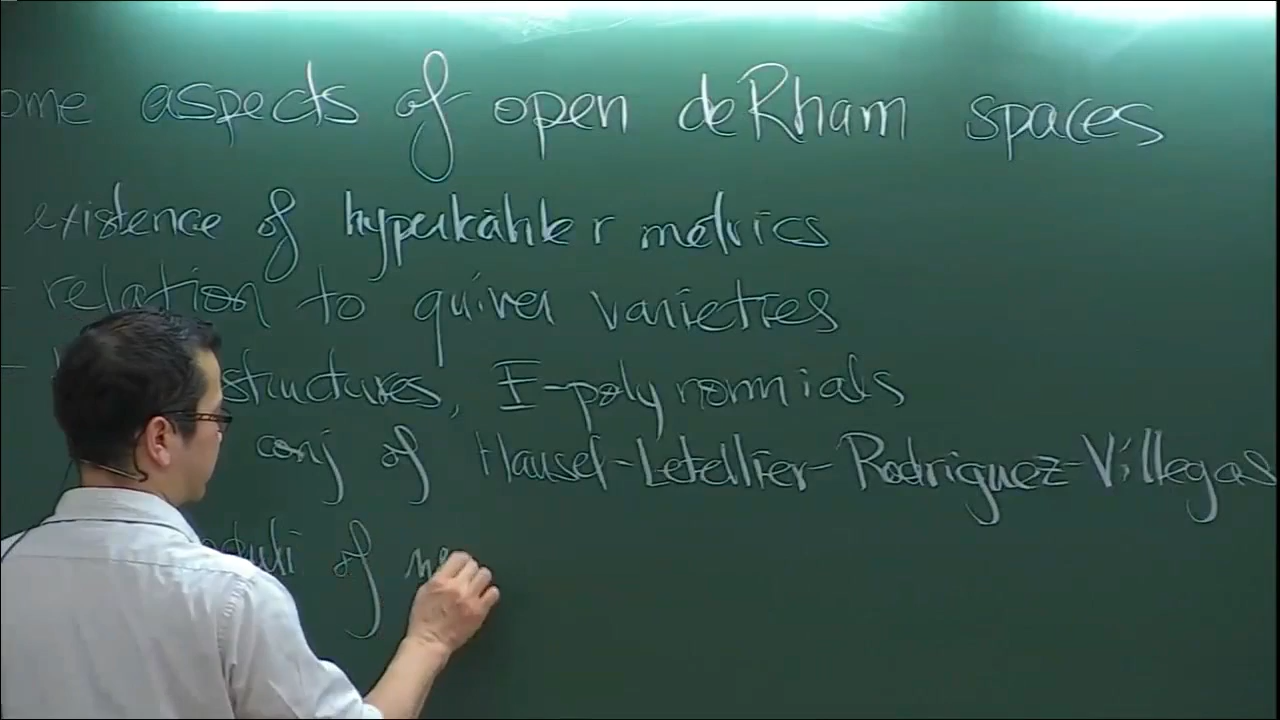 ome aspects of open deRham spaces
existence of hyperkähler metrics
- relation to quiver varieties
- structures, E-polynomials
conj of Hausel-Letellier-Rodriguez-Villegas
oduli of